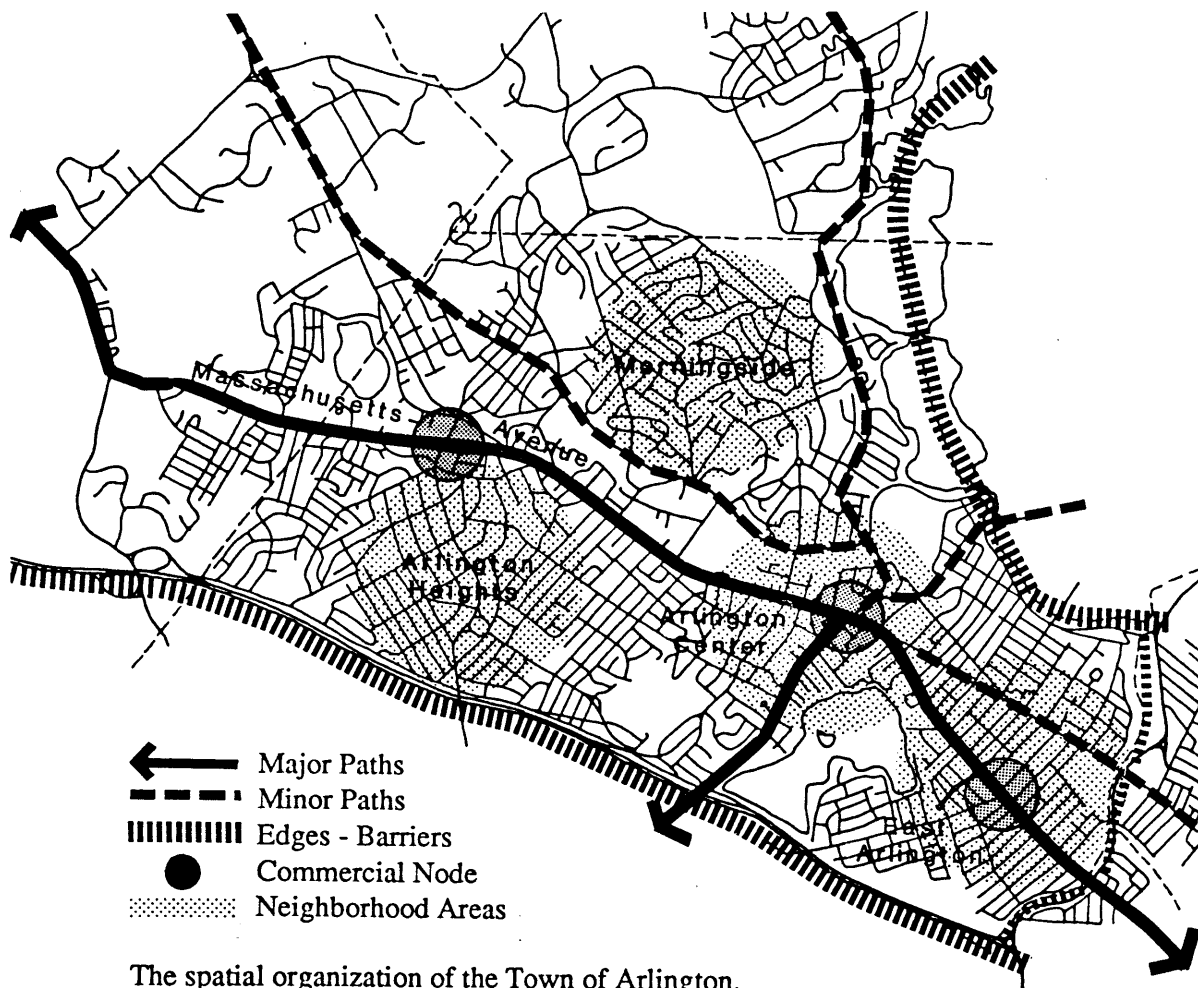 Morningside
Massachusetts
Avenue
Arlington
Heights
Arlington
Center
East
Arlington
Major Paths
Minor Paths
Edges - Barriers
Commercial Node
Neighborhood Areas
The spatial organization of the Town of Arlington.